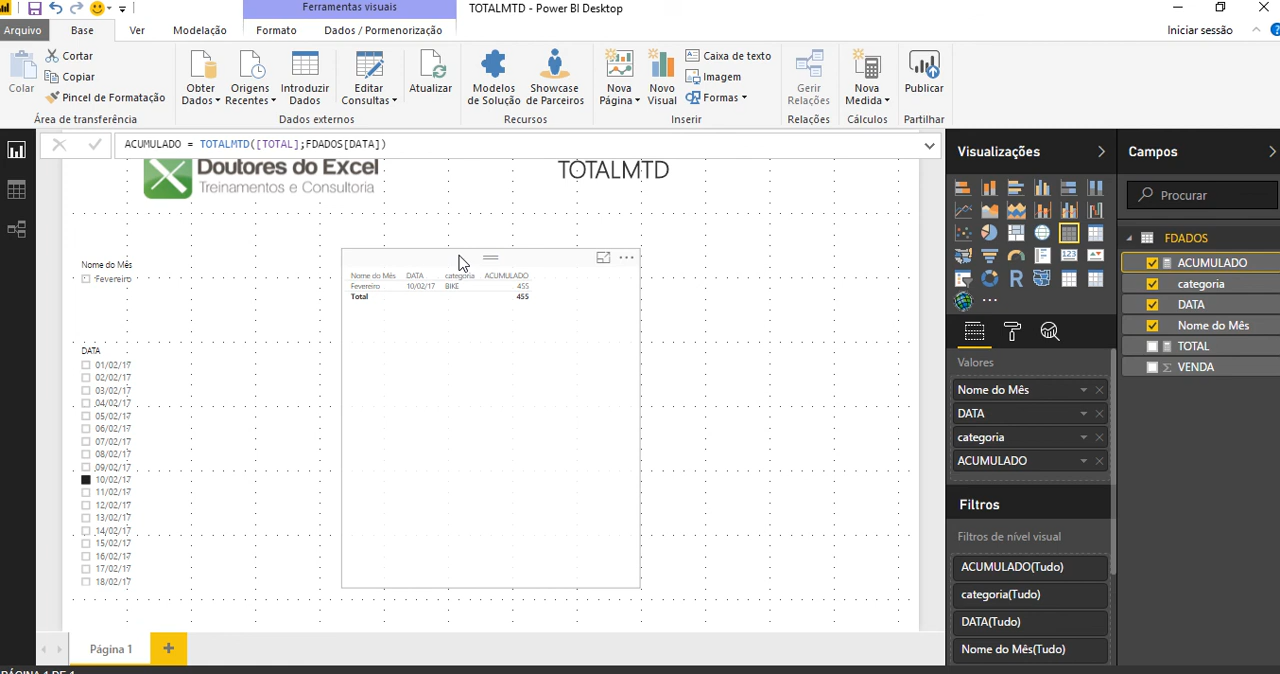 TOTALMTD - Power BI Desktop
Ferramentas visuais
Arquivo Base Ver Modelação Formato Dados / Pormenorização Iniciar sessão
Colar
Cortar
Copiar
Pincel de Formatação
Área de transferência
Obter Dados
Origens Recentes
Introduzir Dados
Editar Consultas
Atualizar
Dados externos
Modelos de Solução
Showcase de Parceiros
Recursos
Nova Página
Novo Visual
Caixa de texto
Imagem
Formas
Inserir
Gerir Relações
Relações
Nova Medida
Cálculos
Publicar
Partilhar
ACUMULADO = TOTALMTD([TOTAL];FDADOS[DATA])
Doutores do Excel
Treinamentos e Consultoria
TOTALMTD
Nome do Mês
Fevereiro
DATA
01/02/17
02/02/17
03/02/17
04/02/17
05/02/17
06/02/17
07/02/17
08/02/17
09/02/17
10/02/17
11/02/17
12/02/17
13/02/17
14/02/17
15/02/17
16/02/17
17/02/17
18/02/17
Nome do Mês DATA categoria ACUMULADO
Fevereiro 10/02/17 BIKE 455
Total 455
Visualizações
R
123
Valores
Nome do Mês
DATA
categoria
ACUMULADO
Filtros
Filtros de nível visual
ACUMULADO(Tudo)
categoria(Tudo)
DATA(Tudo)
Nome do Mês(Tudo)
Campos
Procurar
FDADOS
ACUMULADO
categoria
DATA
Nome do Mês
TOTAL
Σ VENDA
Página 1
PÁGINA 1 DE 1